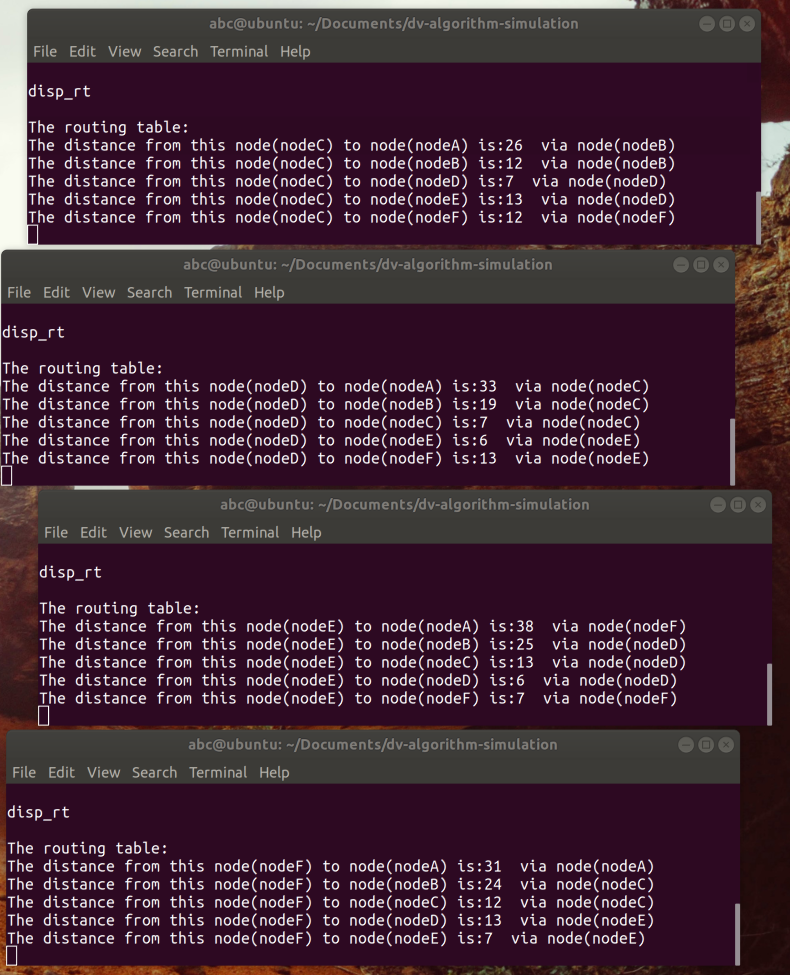 abc@ubuntu: ~/Documents/dv-algorithm-simulation
File Edit View Search Terminal Help
disp_rt
The routing table:
The distance from this node(nodeC) to node(nodeA) is:26  via node(nodeB)
The distance from this node(nodeC) to node(nodeB) is:12  via node(nodeB)
The distance from this node(nodeC) to node(nodeD) is:7  via node(nodeD)
The distance from this node(nodeC) to node(nodeE) is:13  via node(nodeD)
The distance from this node(nodeC) to node(nodeF) is:12  via node(nodeF)
abc@ubuntu: ~/Documents/dv-algorithm-simulation
File Edit View Search Terminal Help
disp_rt
The routing table:
The distance from this node(nodeD) to node(nodeA) is:33  via node(nodeC)
The distance from this node(nodeD) to node(nodeB) is:19  via node(nodeC)
The distance from this node(nodeD) to node(nodeC) is:7  via node(nodeC)
The distance from this node(nodeD) to node(nodeE) is:6  via node(nodeE)
The distance from this node(nodeD) to node(nodeF) is:13  via node(nodeE)
abc@ubuntu: ~/Documents/dv-algorithm-simulation
File Edit View Search Terminal Help
disp_rt
The routing table:
The distance from this node(nodeE) to node(nodeA) is:38  via node(nodeF)
The distance from this node(nodeE) to node(nodeB) is:25  via node(nodeD)
The distance from this node(nodeE) to node(nodeC) is:13  via node(nodeD)
The distance from this node(nodeE) to node(nodeD) is:6  via node(nodeD)
The distance from this node(nodeE) to node(nodeF) is:7  via node(nodeF)
abc@ubuntu: ~/Documents/dv-algorithm-simulation
File Edit View Search Terminal Help
disp_rt
The routing table:
The distance from this node(nodeF) to node(nodeA) is:31  via node(nodeA)
The distance from this node(nodeF) to node(nodeB) is:24  via node(nodeC)
The distance from this node(nodeF) to node(nodeC) is:12  via node(nodeC)
The distance from this node(nodeF) to node(nodeD) is:13  via node(nodeE)
The distance from this node(nodeF) to node(nodeE) is:7  via node(nodeE)